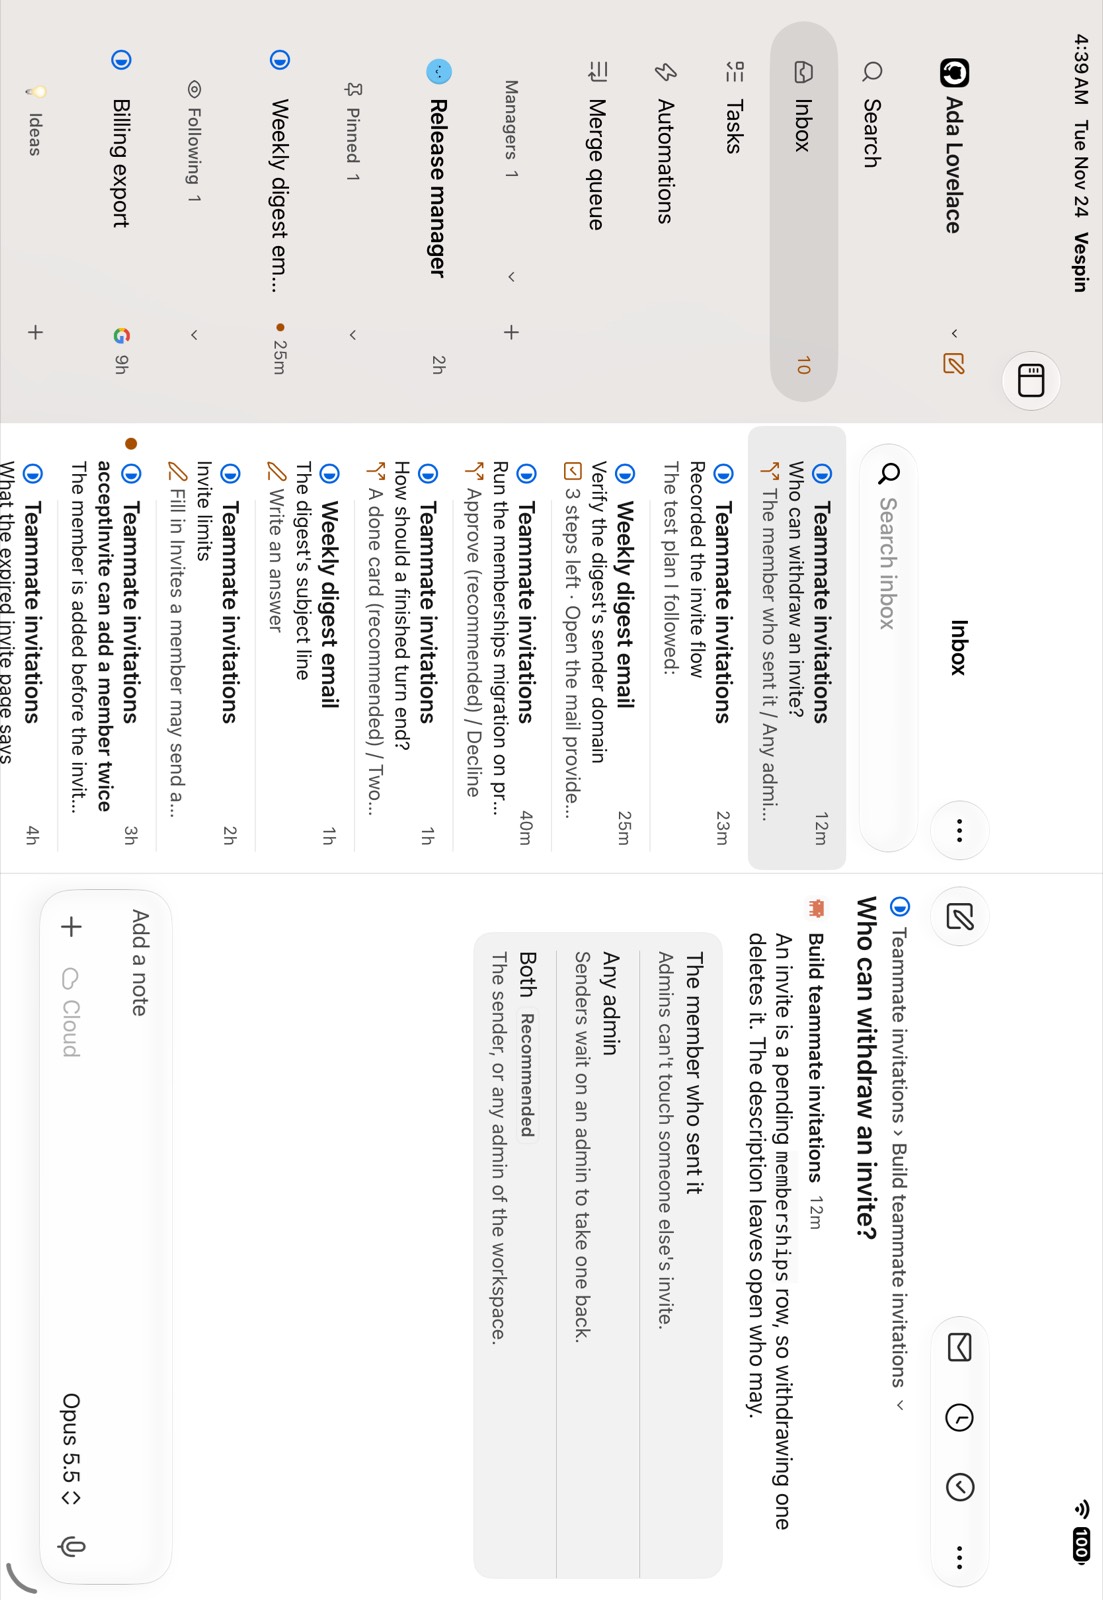 4:39 AM Tue Nov 24 Vespin
100
Ada Lovelace
Search
Inbox 10
Tasks
Automations
Merge queue
Managers 1
Release manager 2h
Pinned 1
Weekly digest em... 25m
Following 1
Billing export 9h
Ideas
Inbox
Search inbox
Teammate invitations 12m
Who can withdraw an invite?
The member who sent it / Any admi...
Teammate invitations 23m
Recorded the invite flow
The test plan I followed:
Weekly digest email 25m
Verify the digest's sender domain
3 steps left · Open the mail provide...
Teammate invitations 40m
Run the memberships migration on pr...
Approve (recommended) / Decline
Teammate invitations 1h
How should a finished turn end?
A done card (recommended) / Two...
Weekly digest email 1h
The digest's subject line
Write an answer
Teammate invitations 2h
Invite limits
Fill in Invites a member may send a...
Teammate invitations 3h
acceptInvite can add a member twice
The member is added before the invit...
Teammate invitations 4h
What the expired invite page says
Teammate invitations › Build teammate invitations
Who can withdraw an invite?
Build teammate invitations 12m
An invite is a pending memberships row, so withdrawing one
deletes it. The description leaves open who may.
The member who sent it
Admins can't touch someone else's invite.
Any admin
Senders wait on an admin to take one back.
Both Recommended
The sender, or any admin of the workspace.
Add a note
Cloud
Opus 5.5